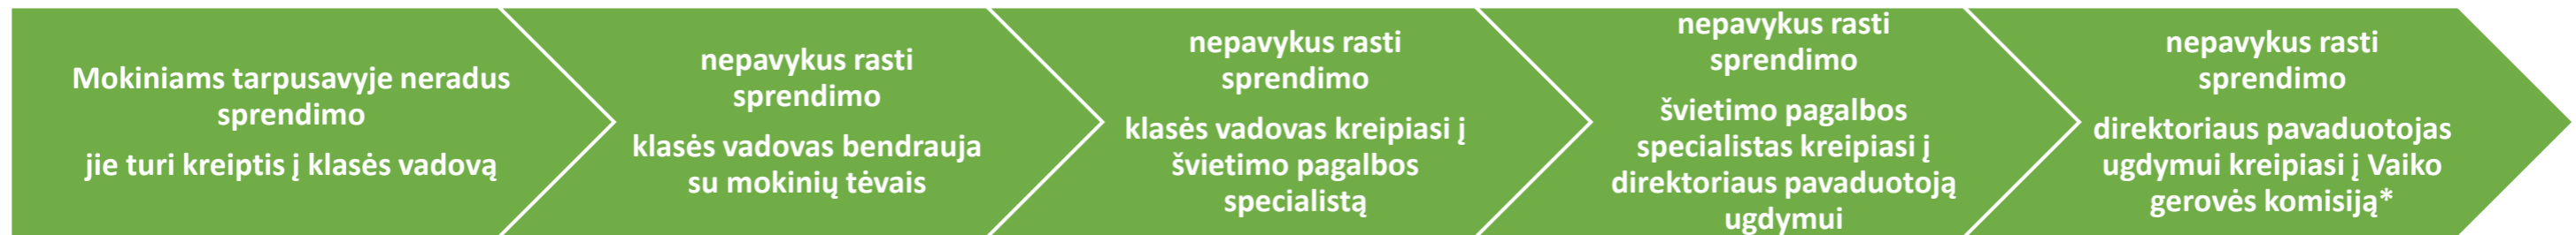 Mokiniams tarpusavyje neradus
sprendimo
jie turi kreiptis į klasės vadovą
nepavykus rasti
sprendimo
klasės vadovas bendrauja
su mokinių tėvais
nepavykus rasti
sprendimo
klasės vadovas kreipiasi į
švietimo pagalbos
specialistą
nepavykus rasti
sprendimo
švietimo pagalbos
specialistas kreipiasi į
direktoriaus pavaduotoją
ugdymui
nepavykus rasti
sprendimo
direktoriaus pavaduotojas
ugdymui kreipiasi į Vaiko
gerovės komisiją*